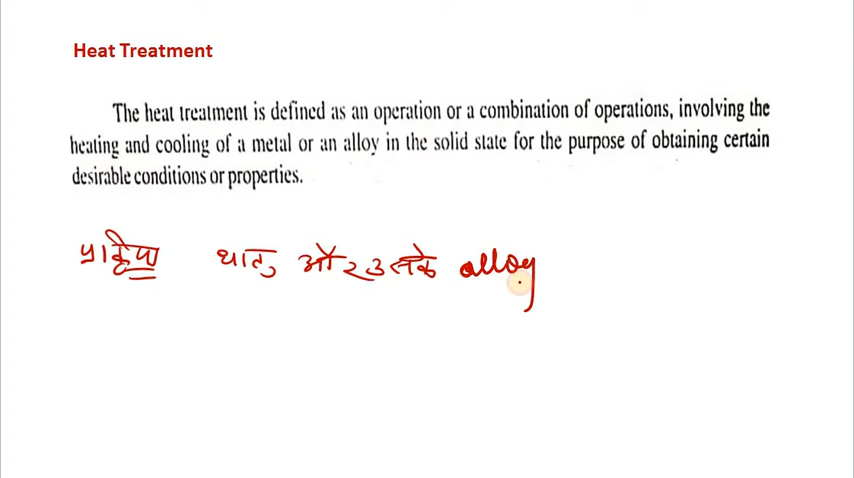 Heat Treatment
The heat treatment is defined as an operation or a combination of operations, involving the
heating and cooling of a metal or an alloy in the solid state for the purpose of obtaining certain
desirable conditions or properties.
प्रक्रिया धातु और उसके alloy